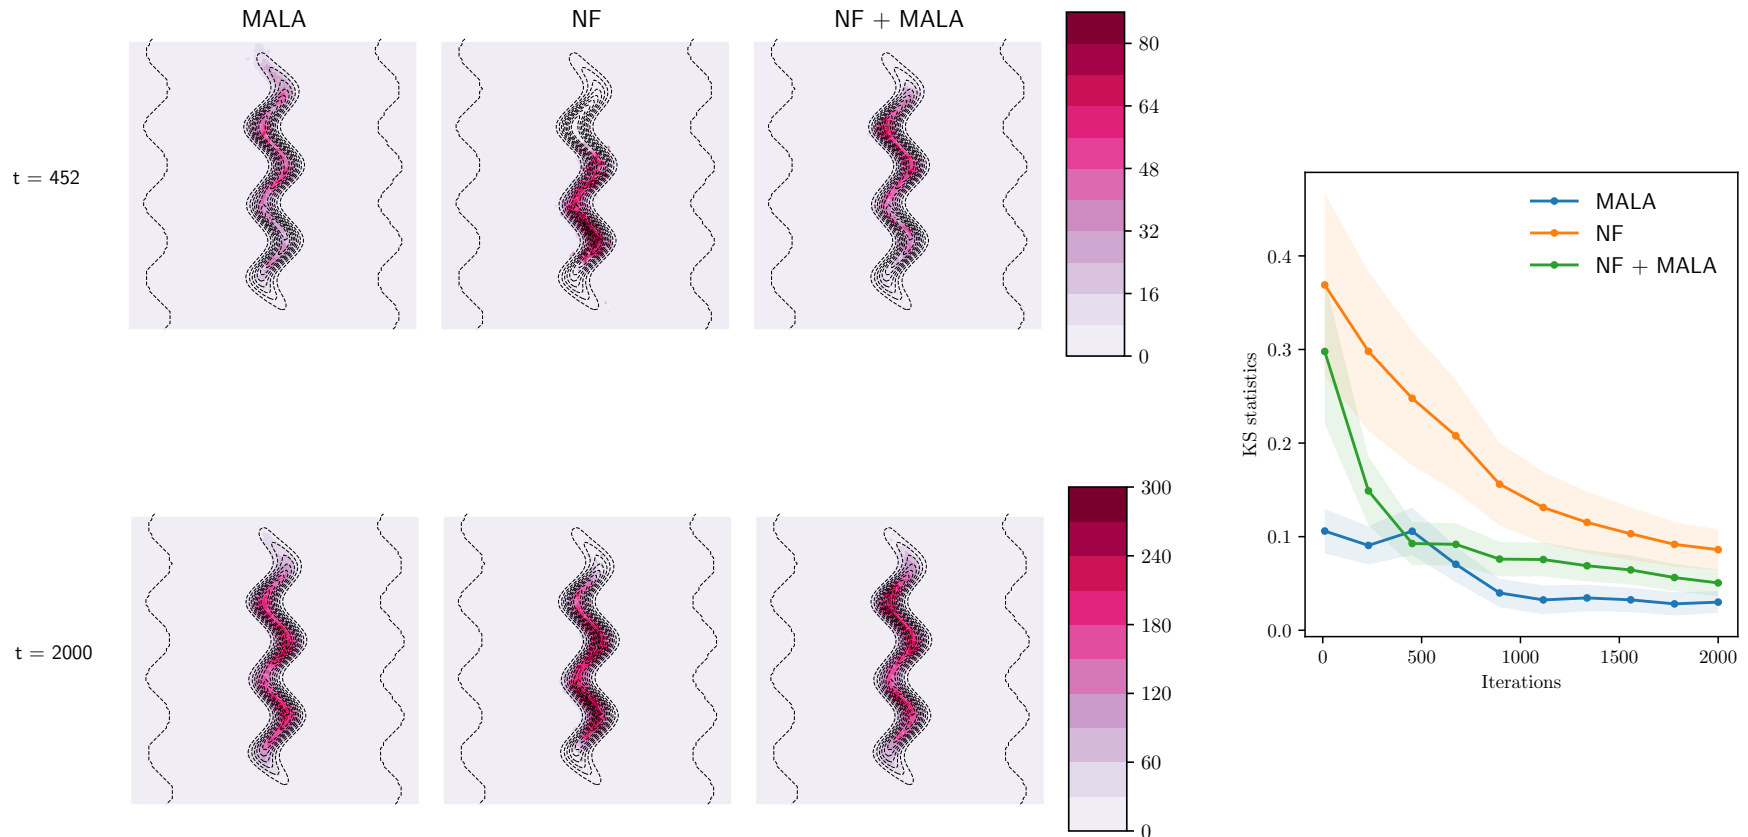 MALA NF NF + MALA
t = 452
80
64
48
32
16
0
t = 2000
300
240
180
120
60
0
MALA
NF
NF + MALA
KS statistics
0.4
0.3
0.2
0.1
0.0
0 500 1000 1500 2000
Iterations